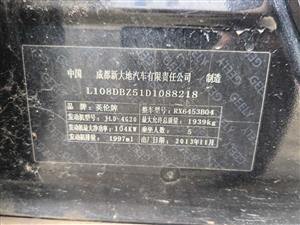 中国 成都新大地汽车有限责任公司 制造
L108DBZ51D1088218
品牌：英伦牌 整车型号：RX6453B04
发动机型号：JLD-4G20 最大允许总质量：1939kg
发动机最大净功率：104KW 乘坐人数：5
发动机排量：1997ml 出厂日期：2013年11月
GEELY